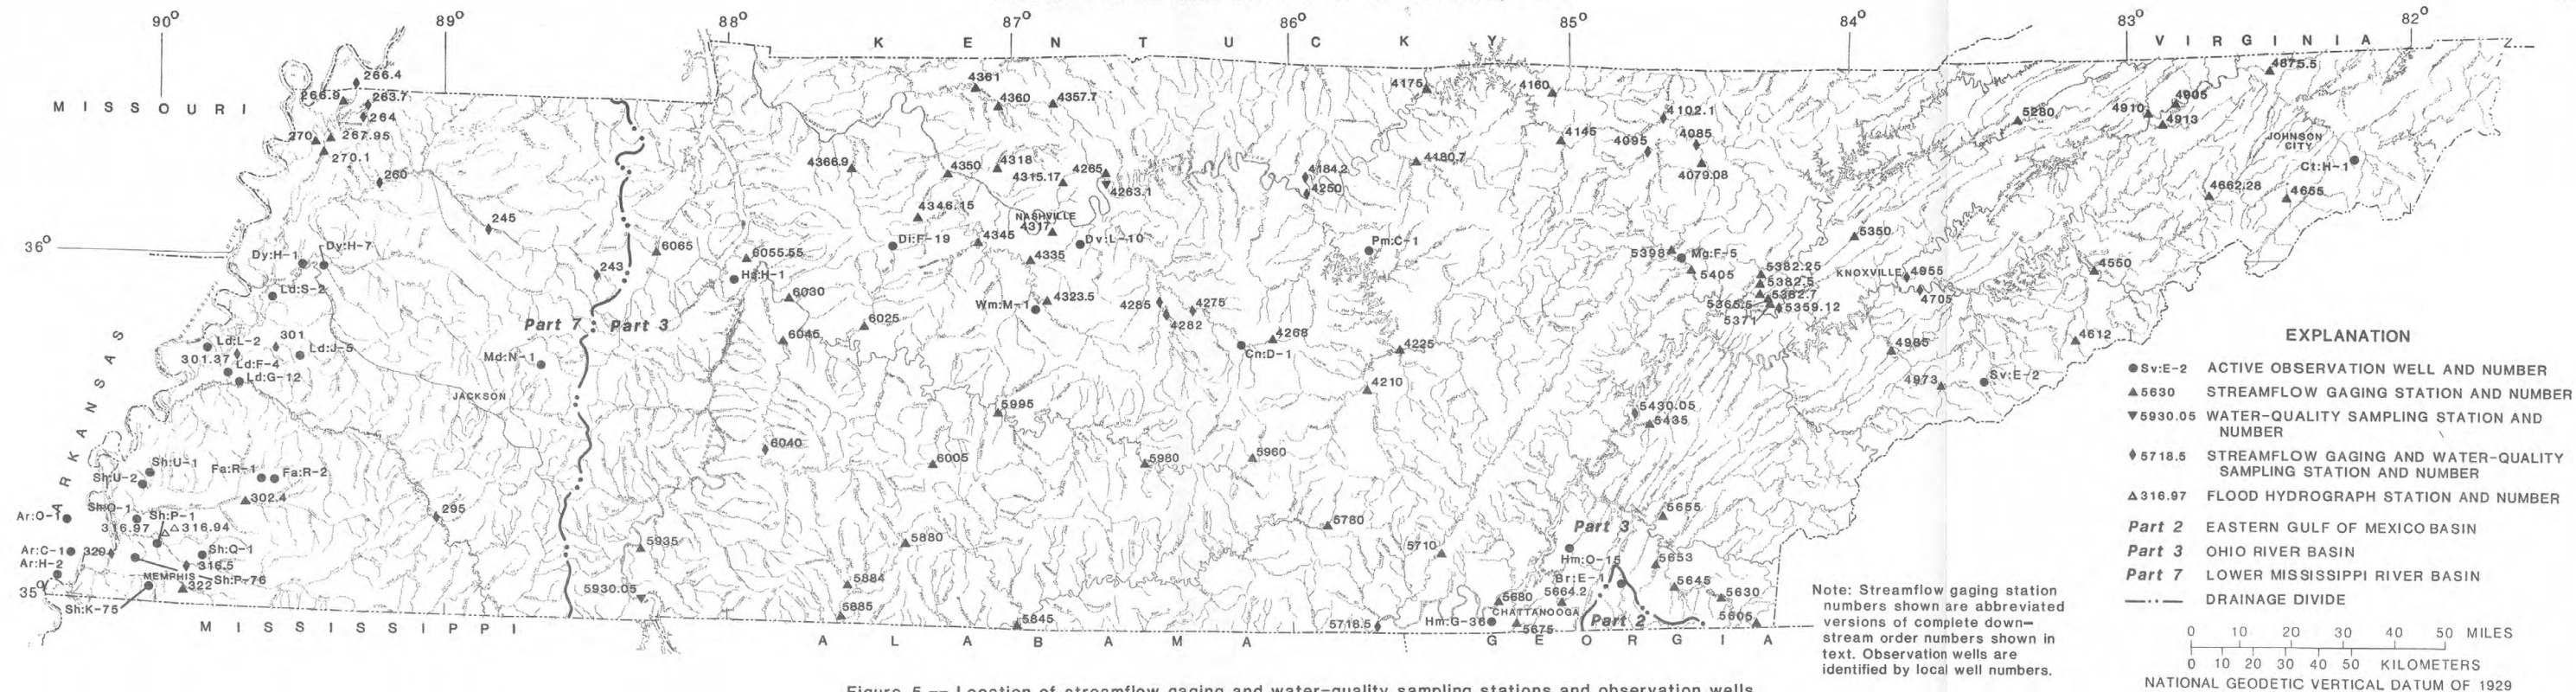 90° 89° 88° 87° 86° 85° 84° 83° 82°
KENTUCKY
VIRGINIA
MISSOURI
266.4
266.9
263.7
264
270
267.95
270.1
260
245
243
4361
4360
4357.7
4175
4160
4102.1
4145
4095
4085
4079.08
5280
4875.5
4905
4910
4913
JOHNSON
CITY
Ct:H-1
4366.9
4350
4318
4315.17
4265
4263.1
4184.2
4250
4180.7
4662.28
4655
4346.15
NASHVILLE
4317
4345
4335
Di:F-19
Dv:L-10
Pm:C-1
36°
Dy:H-7
Dy:H-1
Ld:S-2
6065
6055.55
Hs:H-1
6030
6045
6025
Wm:M-1
4323.5
4285
4275
4282
4268
Cn:D-1
4225
4210
5398
Mg:F-5
5405
5350
5382.25
5382.5
5382.7
5365.5
5359.12
5371
KNOXVILLE
4955
4705
4550
4612
4985
4973
Sv:E-2
Part 7
Part 3
Ld:L-2
301
301.37
Ld:J-5
Ld:F-4
Ld:G-12
Md:N-1
JACKSON
ARKANSAS
5995
6040
6005
5980
5960
5430.05
5435
Sh:U-1
Sh:U-2
Fa:R-1
Fa:R-2
302.4
Ar:O-1
Sh:O-1
Sh:P-1
316.97
316.94
295
Ar:C-1
320
Sh:Q-1
Ar:H-2
316.5
MEMPHIS
Sh:P-76
322
35°
Sh:K-75
5935
5930.05
5880
5884
5885
5845
5780
5710
5718.5
Part 3
5655
Hm:O-15
5653
Br:E-1
5645
5664.2
5680
5630
CHATTANOOGA
5605
Hm:G-36
5675
Part 2
MISSISSIPPI
ALABAMA
GEORGIA
EXPLANATION
Sv:E-2 ACTIVE OBSERVATION WELL AND NUMBER
5630 STREAMFLOW GAGING STATION AND NUMBER
5930.05 WATER-QUALITY SAMPLING STATION AND
NUMBER
5718.5 STREAMFLOW GAGING AND WATER-QUALITY
SAMPLING STATION AND NUMBER
316.97 FLOOD HYDROGRAPH STATION AND NUMBER
Part 2 EASTERN GULF OF MEXICO BASIN
Part 3 OHIO RIVER BASIN
Part 7 LOWER MISSISSIPPI RIVER BASIN
DRAINAGE DIVIDE
Note: Streamflow gaging station
numbers shown are abbreviated
versions of complete down-
stream order numbers shown in
text. Observation wells are
identified by local well numbers.
0 10 20 30 40 50 MILES
0 10 20 30 40 50 KILOMETERS
NATIONAL GEODETIC VERTICAL DATUM OF 1929
Figure 5 -- Location of streamflow gaging and water-quality sampling stations and observation wells